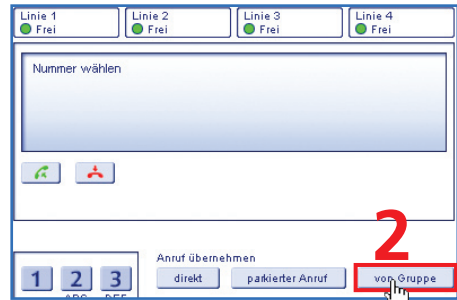 Linie 1 Linie 2 Linie 3 Linie 4
Frei Frei Frei Frei
Nummer wählen
2
Anruf übernehmen
1 2 3 direkt parkierter Anruf von Gruppe
ABC DEF